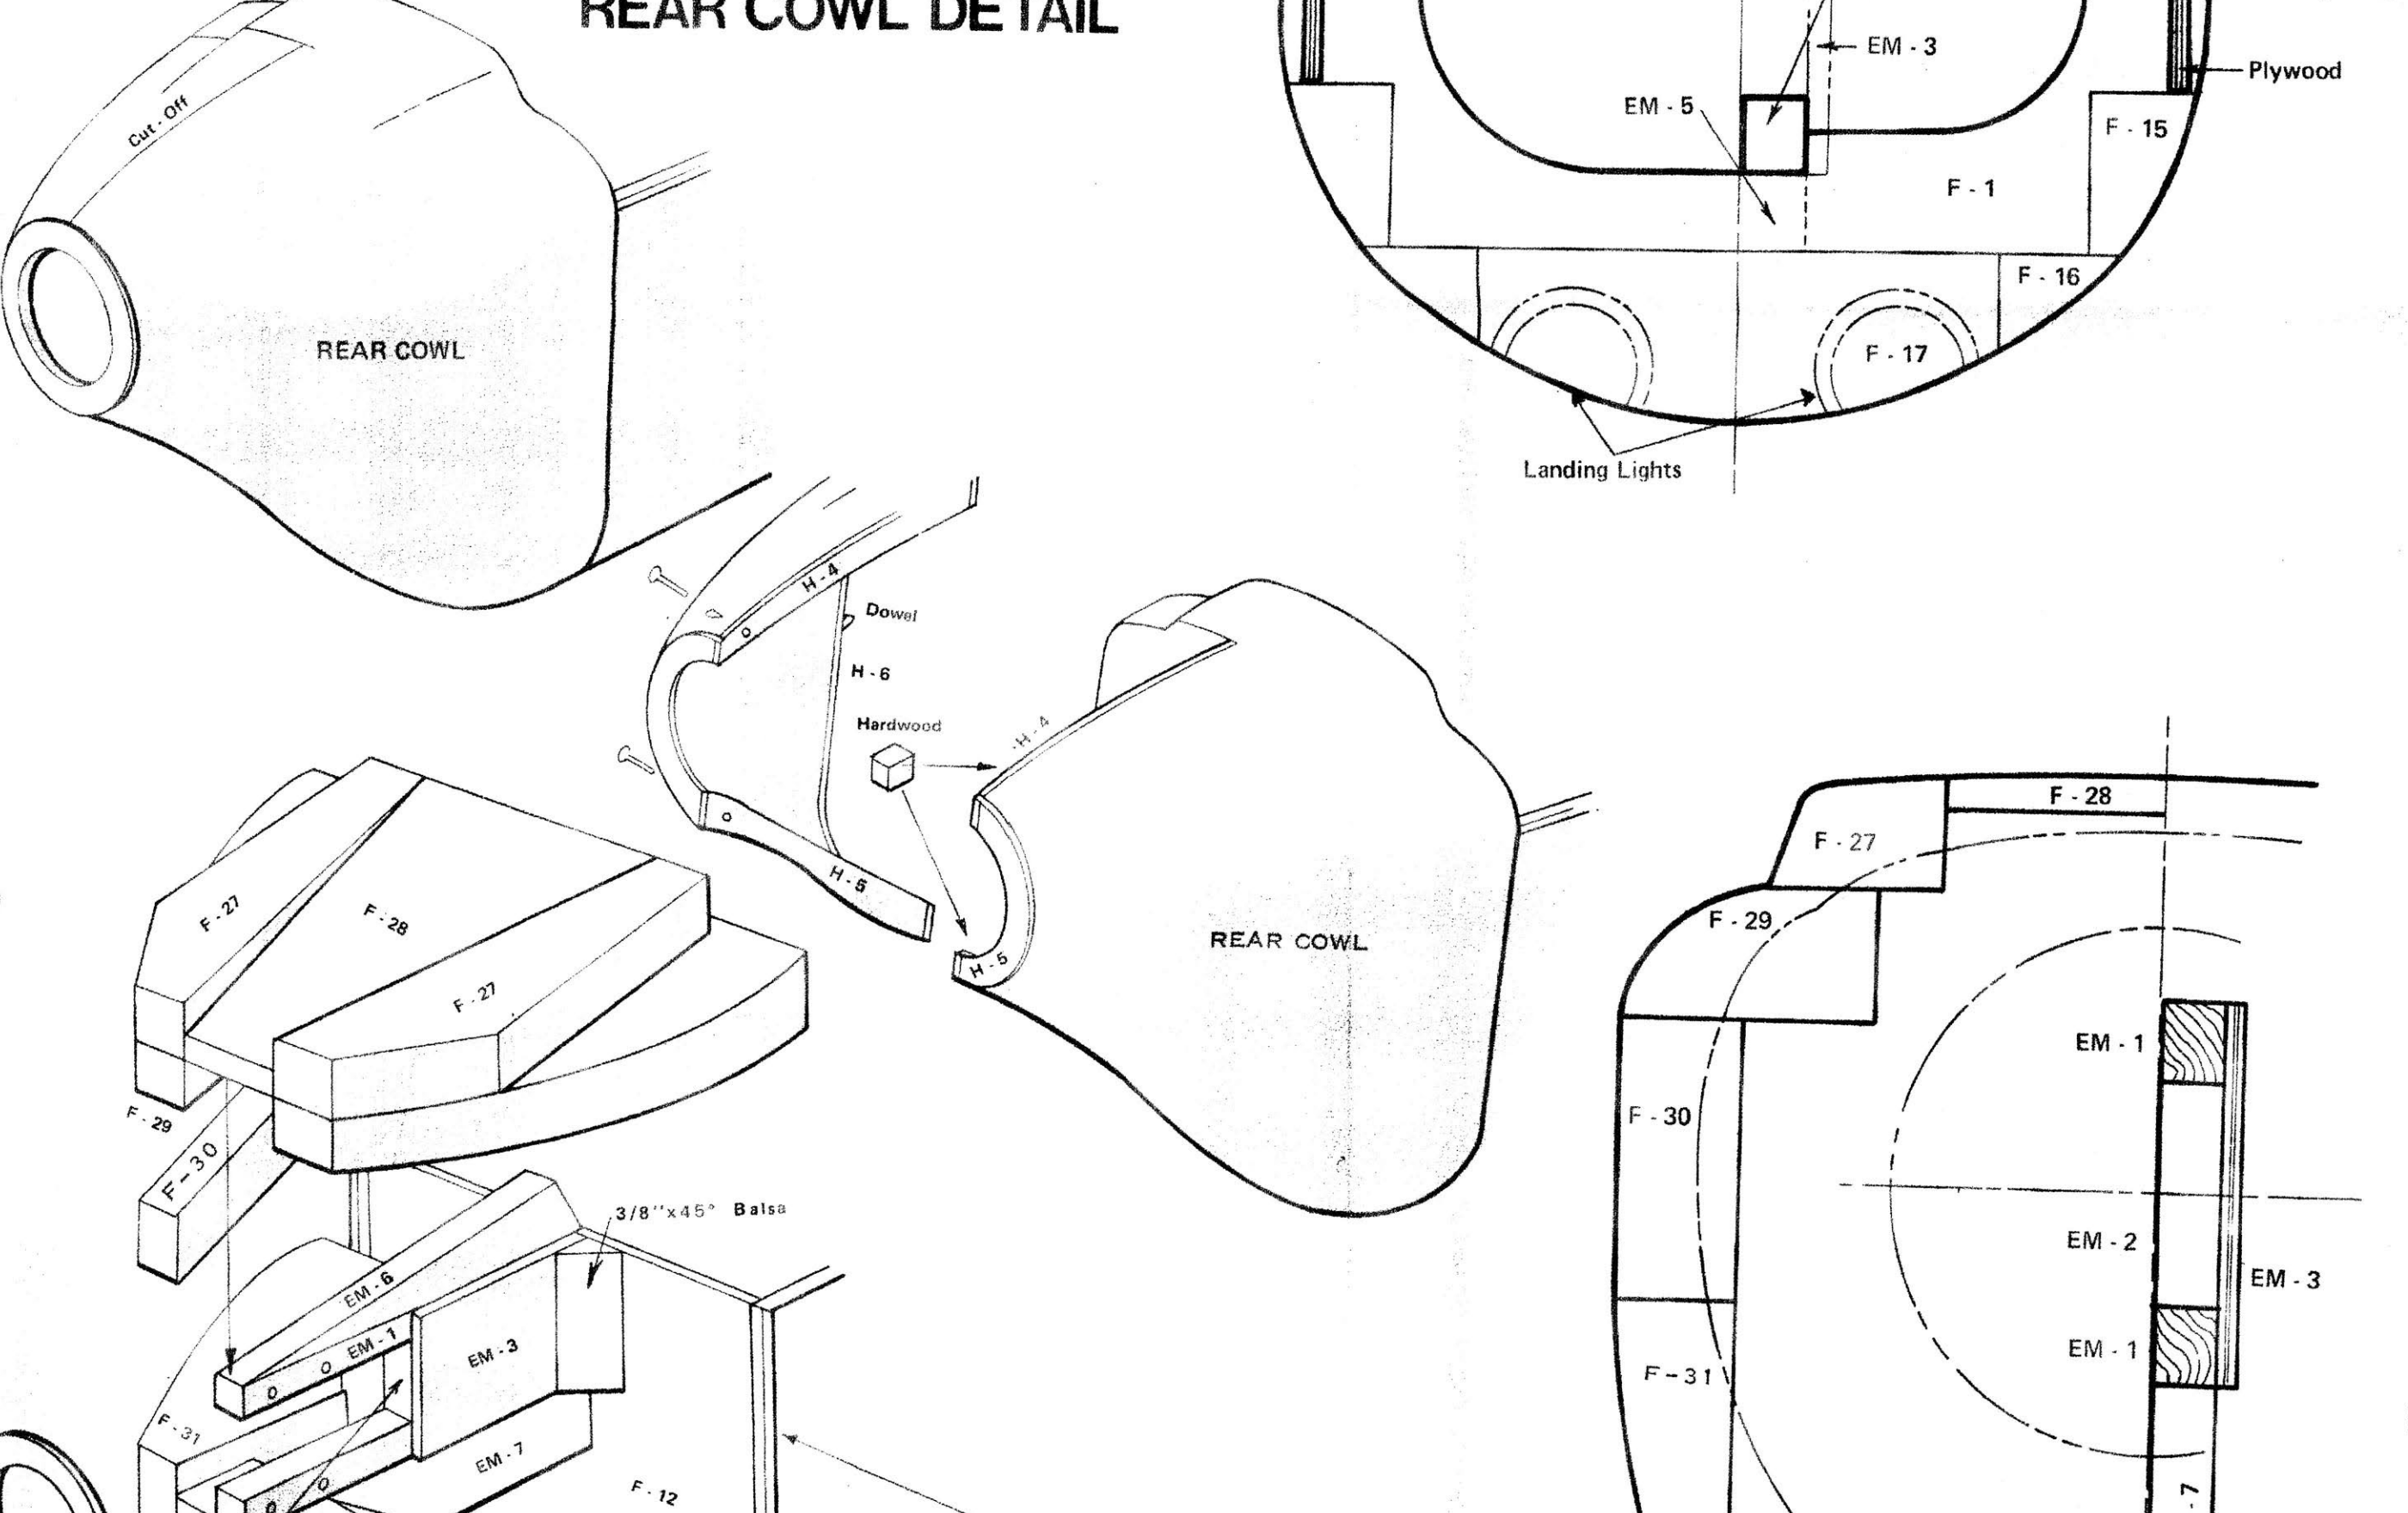 REAR COWL DETAIL
Cut-Off
REAR COWL
EM - 3
Plywood
EM - 5
F - 15
F - 1
F - 16
F - 17
Landing Lights
H - 4
Dowel
H - 6
Hardwood
H - 4
H - 5
H - 5
REAR COWL
F - 27
F - 28
F - 27
F - 29
F - 30
3/8"x45° Balsa
EM - 6
EM - 1
EM - 3
F - 31
EM - 7
F - 12
F - 28
F - 27
F - 29
EM - 1
F - 30
EM - 2
EM - 3
EM - 1
F - 31
- 7